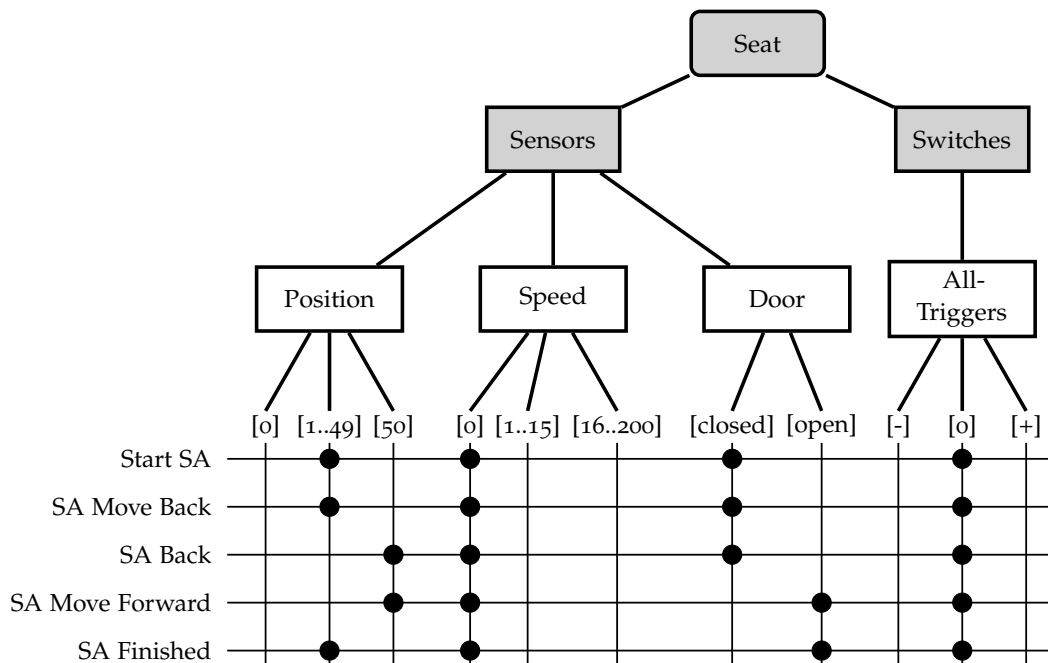 Seat
Sensors Switches
Position Speed Door All-
Triggers
[0] [1..49] [50] [0] [1..15] [16..200] [closed] [open] [-] [0] [+]
Start SA
SA Move Back
SA Back
SA Move Forward
SA Finished